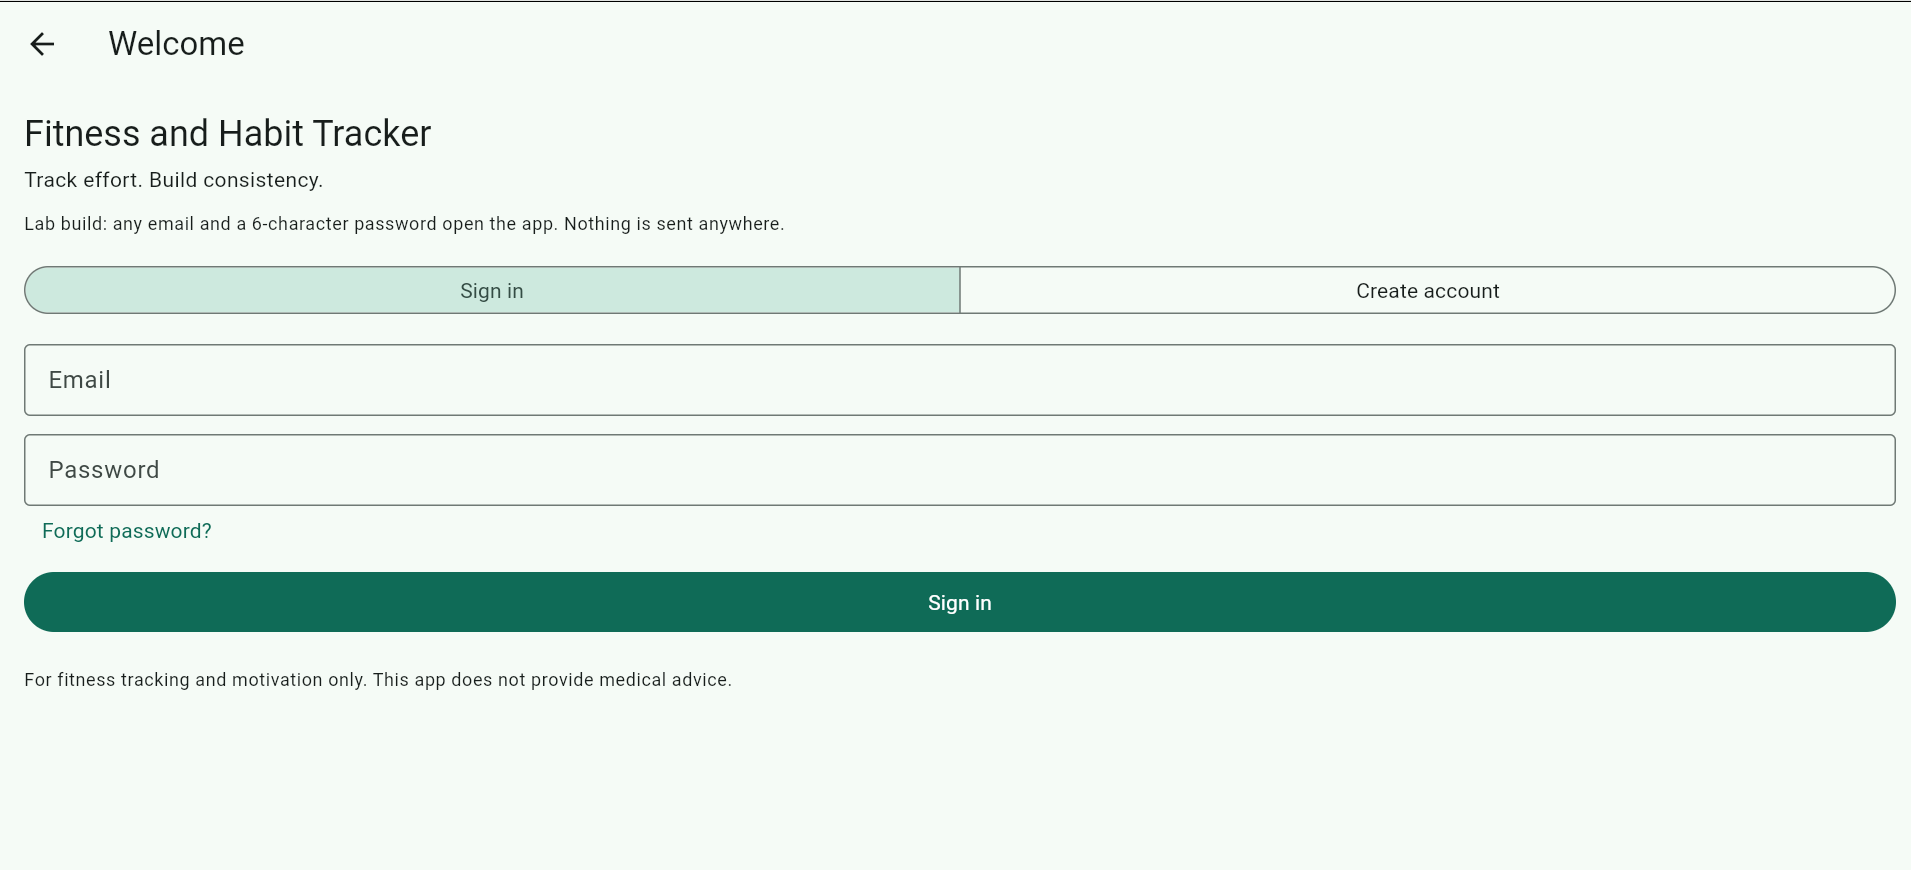 Welcome
Fitness and Habit Tracker
Track effort. Build consistency.
Lab build: any email and a 6-character password open the app. Nothing is sent anywhere.
Sign in
Create account
Email
Password
Forgot password?
Sign in
For fitness tracking and motivation only. This app does not provide medical advice.